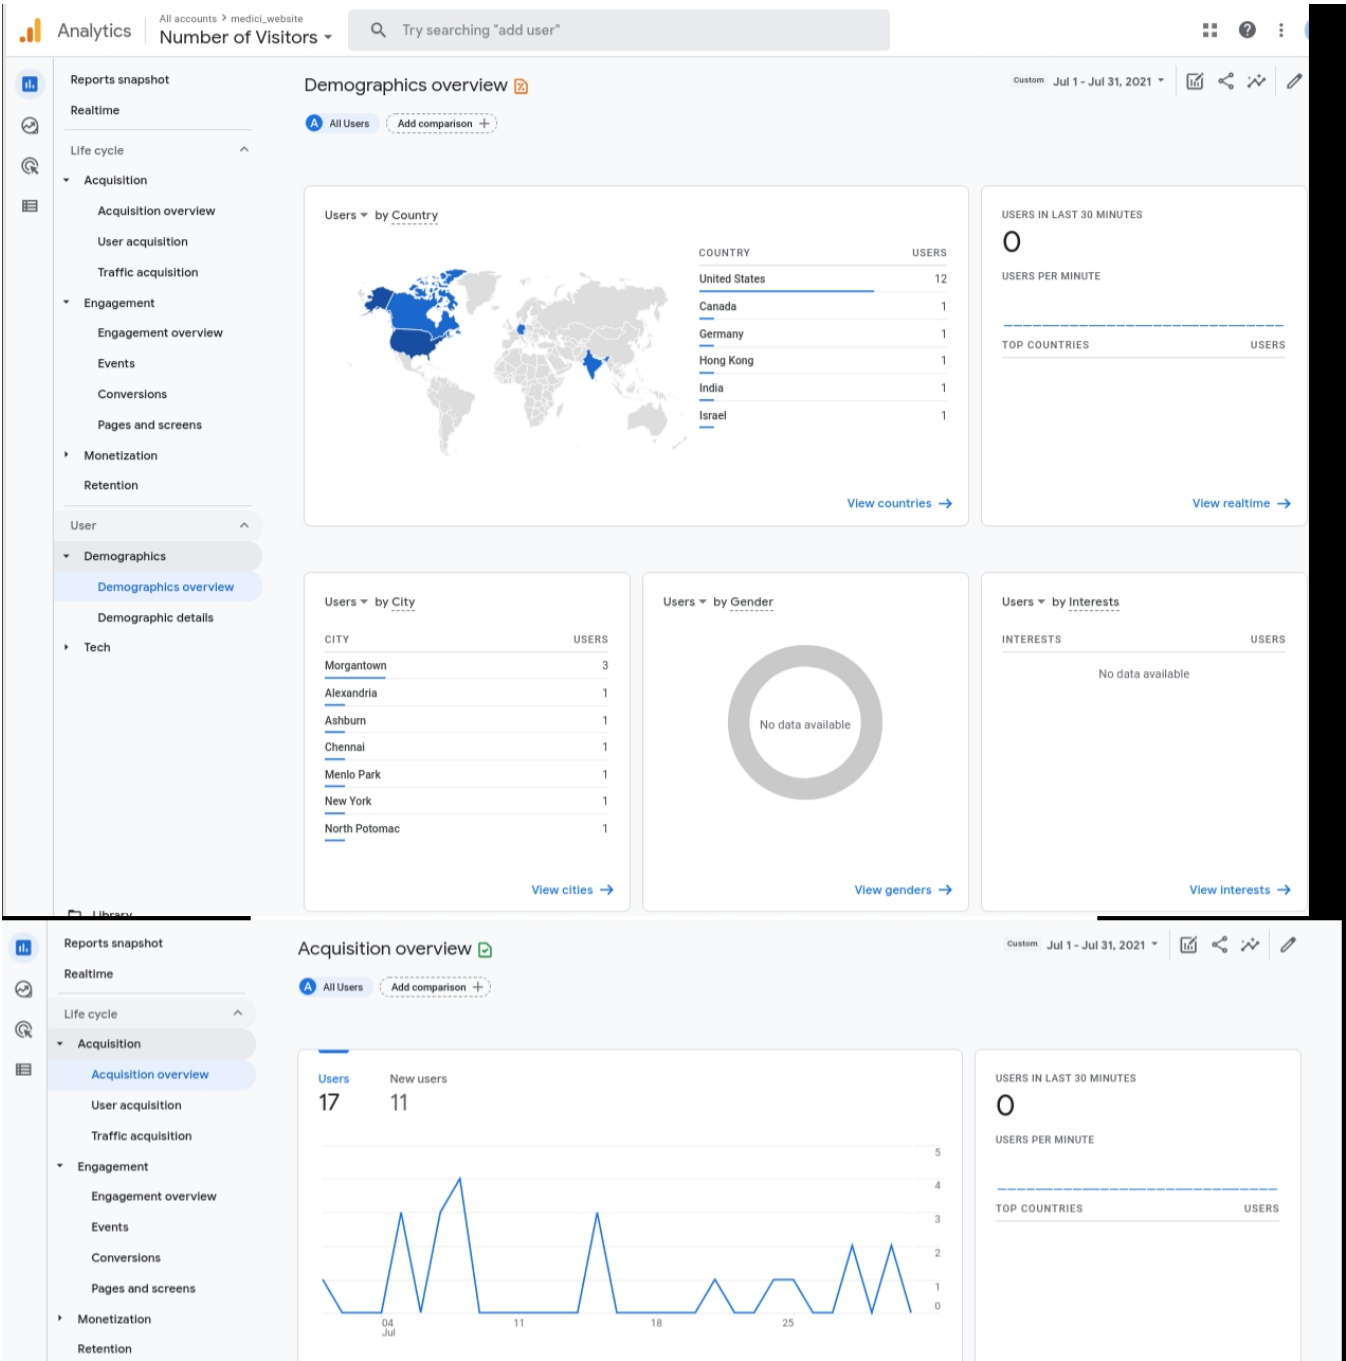 Analytics
All accounts > medici_website
Number of Visitors
Try searching "add user"
Reports snapshot
Realtime
Life cycle
Acquisition
Acquisition overview
User acquisition
Traffic acquisition
Engagement
Engagement overview
Events
Conversions
Pages and screens
Monetization
Retention
User
Demographics
Demographics overview
Demographic details
Tech
Library
Demographics overview
Custom Jul 1 - Jul 31, 2021
A All Users
Add comparison +
Users by Country
COUNTRY USERS
United States 12
Canada 1
Germany 1
Hong Kong 1
India 1
Israel 1
View countries →
USERS IN LAST 30 MINUTES
0
USERS PER MINUTE
TOP COUNTRIES USERS
View realtime →
Users by City
CITY USERS
Morgantown 3
Alexandria 1
Ashburn 1
Chennai 1
Menlo Park 1
New York 1
North Potomac 1
View cities →
Users by Gender
No data available
View genders →
Users by Interests
INTERESTS USERS
No data available
View interests →
Reports snapshot
Realtime
Life cycle
Acquisition
Acquisition overview
User acquisition
Traffic acquisition
Engagement
Engagement overview
Events
Conversions
Pages and screens
Monetization
Retention
Acquisition overview
Custom Jul 1 - Jul 31, 2021
A All Users
Add comparison +
Users
17
New users
11
5
4
3
2
1
0
04
Jul
11
18
25
USERS IN LAST 30 MINUTES
0
USERS PER MINUTE
TOP COUNTRIES USERS